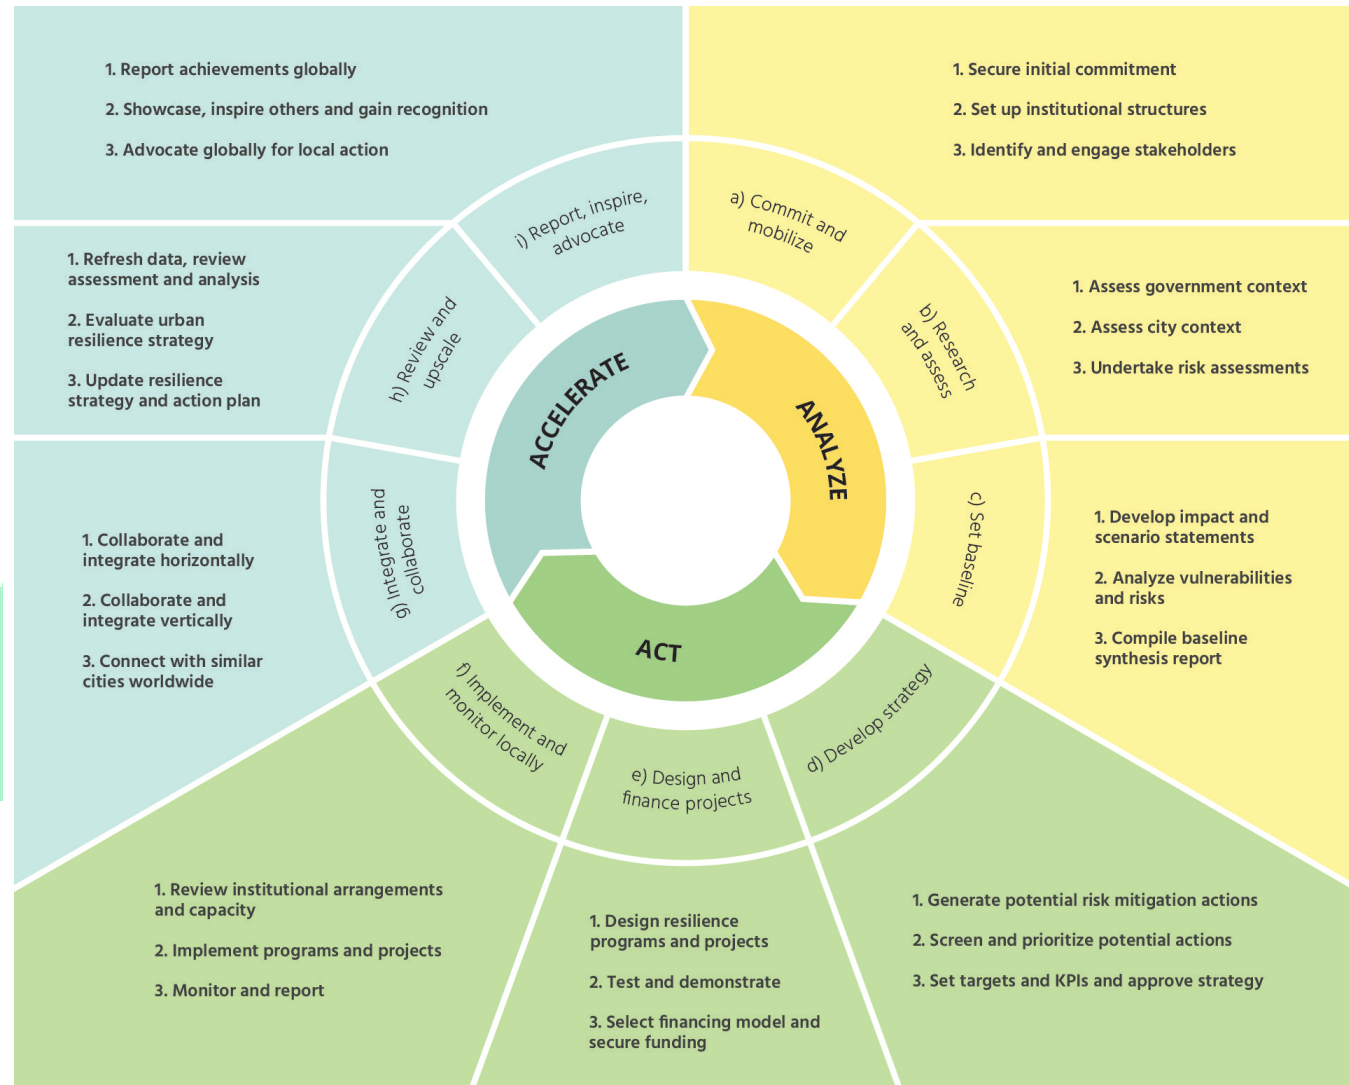 1. Report achievements globally
2. Showcase, inspire others and gain recognition
3. Advocate globally for local action
1. Secure initial commitment
2. Set up institutional structures
3. Identify and engage stakeholders
i) Report, inspire,
advocate
a) Commit and
mobilize
1. Refresh data, review
assessment and analysis
2. Evaluate urban
resilience strategy
3. Update resilience
strategy and action plan
h) Review and
upscale
b) Research
and assess
1. Assess government context
2. Assess city context
3. Undertake risk assessments
ACCELERATE
ANALYZE
ACT
1. Collaborate and
integrate horizontally
2. Collaborate and
integrate vertically
3. Connect with similar
cities worldwide
g) Integrate and
collaborate
c) Set baseline
1. Develop impact and
scenario statements
2. Analyze vulnerabilities
and risks
3. Compile baseline
synthesis report
f) Implement and
monitor locally
e) Design and
finance projects
d) Develop strategy
1. Review institutional arrangements
and capacity
2. Implement programs and projects
3. Monitor and report
1. Design resilience
programs and projects
2. Test and demonstrate
3. Select financing model and
secure funding
1. Generate potential risk mitigation actions
2. Screen and prioritize potential actions
3. Set targets and KPIs and approve strategy